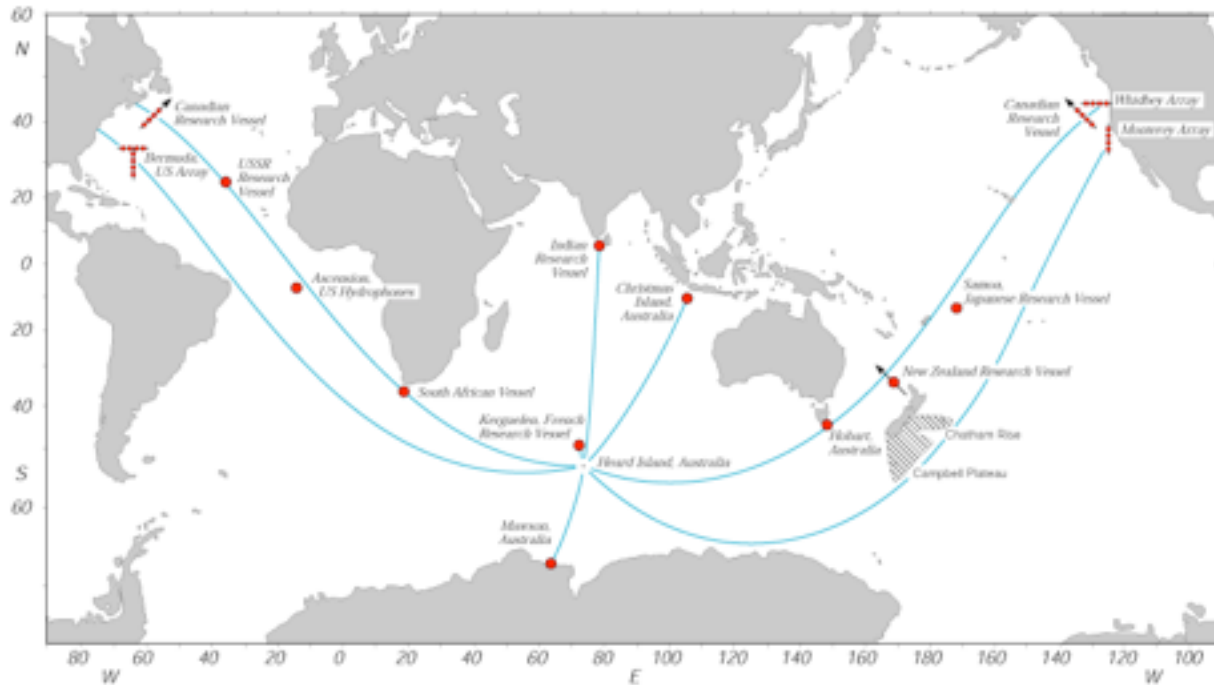 60
N
40
20
0
20
40
S
60
Canadian
Research Vessel
Bermuda,
US Array
USSR
Research
Vessel
Ascension,
US Hydrophones
South African Vessel
Kerguelen, French
Research Vessel
Heard Island, Australia
Mawson,
Australia
Indian
Research
Vessel
Christmas
Island,
Australia
Canadian
Research
Vessel
Whidbey Array
Monterey Array
Samoa,
Japanese Research Vessel
New Zealand Research Vessel
Hobart,
Australia
Chatham Rise
Campbell Plateau
80 60 40 20 0 20 40 60 80 100 120 140 160 180 160 140 120 100
W E W